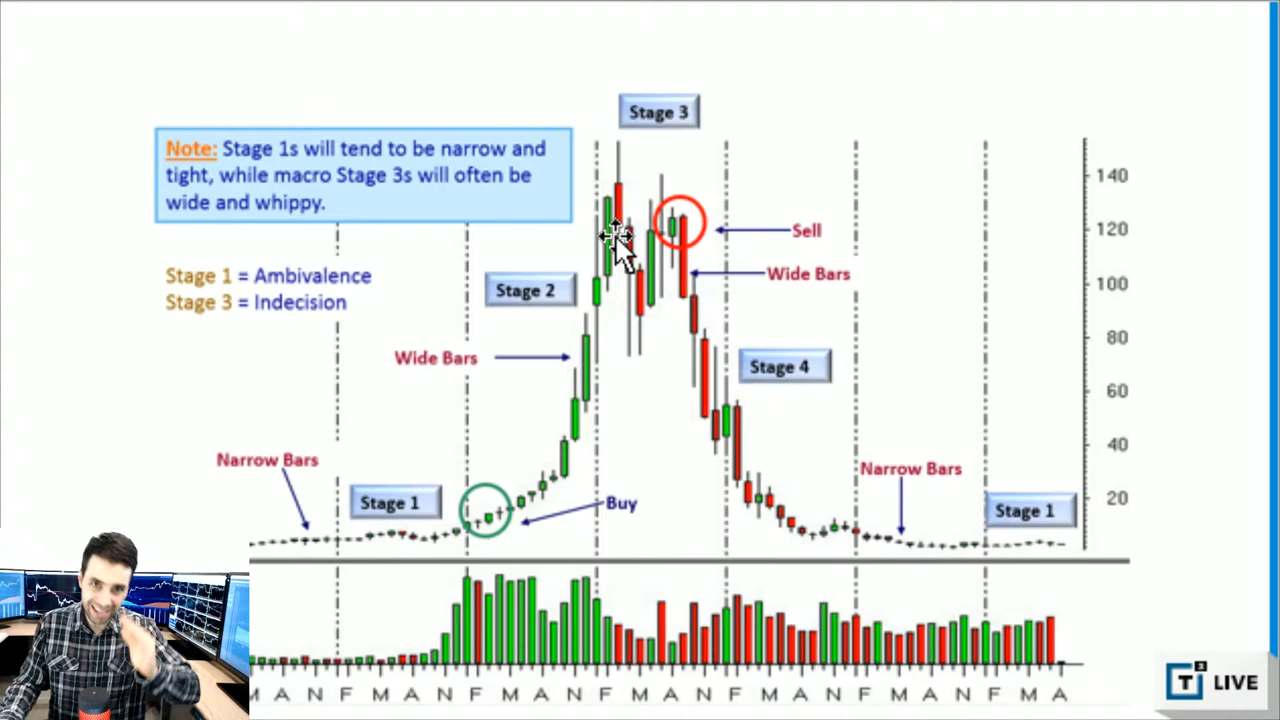 Stage 3
Note: Stage 1s will tend to be narrow and
tight, while macro Stage 3s will often be
wide and whippy.
140
120
Sell
Stage 1 = Ambivalence
Wide Bars
Stage 2
100
Stage 3 = Indecision
80
Wide Bars
Stage 4
60
40
Narrow Bars
Narrow Bars
Stage 1
Buy
20
Stage 1
M A N F M A N F M A N F M A N F M A N F M A N F M A
T3 LIVE